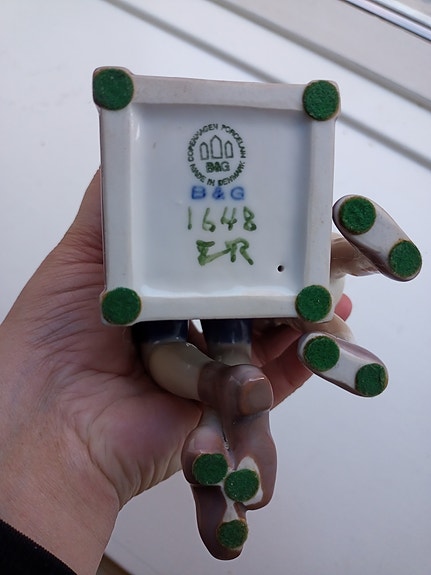 COPENHAGEN PORCELAIN
B&G
MADE IN DENMARK
B & G
1648
ER